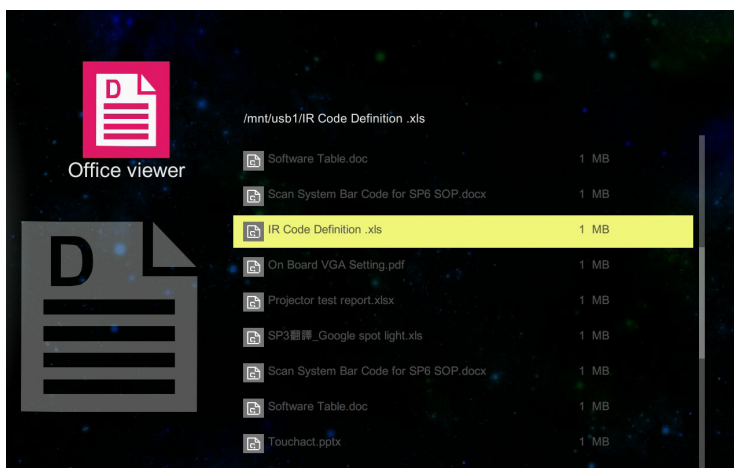 D
Office viewer
D
/mnt/usb1/IR Code Definition .xls
Software Table.doc 1 MB
Scan System Bar Code for SP6 SOP.docx 1 MB
IR Code Definition .xls 1 MB
On Board VGA Setting.pdf 1 MB
Projector test report.xlsx 1 MB
SP3翻譯_Google spot light.xls 1 MB
Scan System Bar Code for SP6 SOP.docx 1 MB
Software Table.doc 1 MB
Touchact.pptx 1 MB